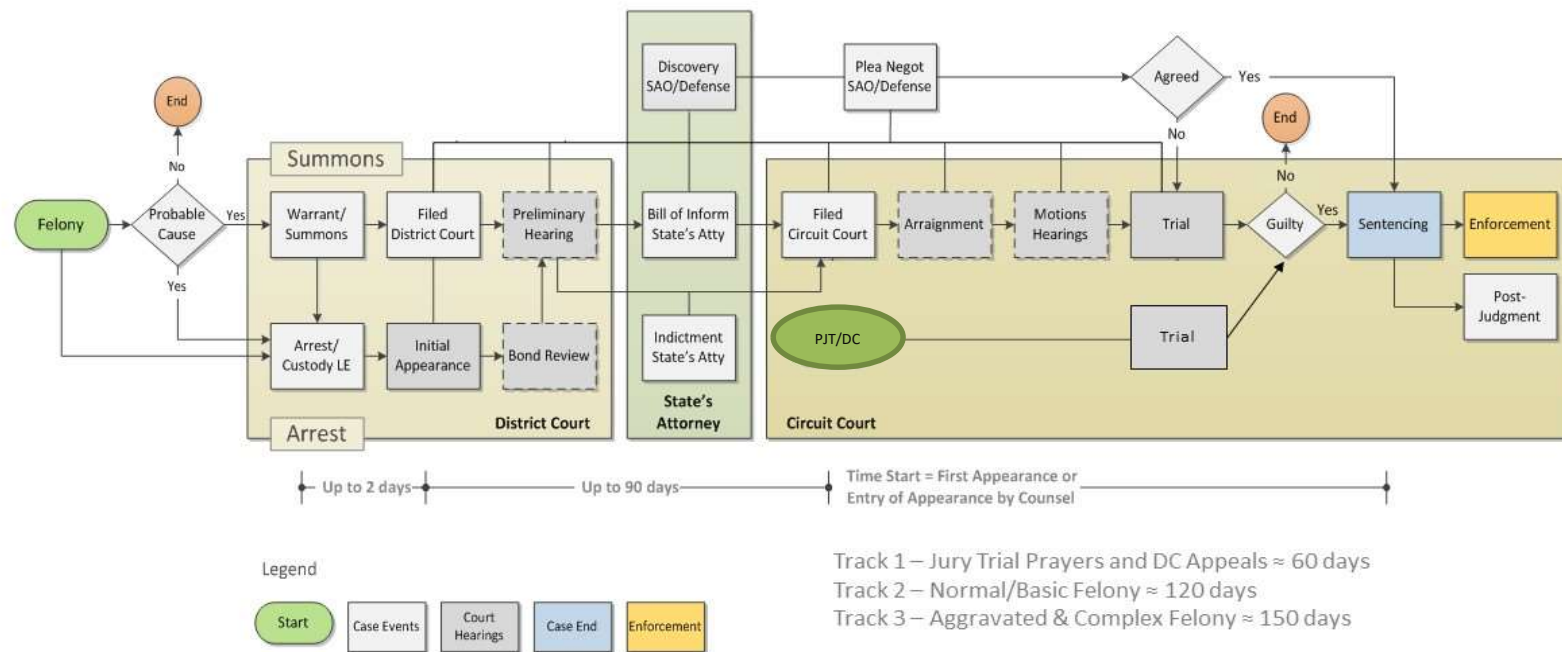 Discovery
SAO/Defense
Plea Negot
SAO/Defense
Agreed
Yes
End
No
End
No
No
Summons
Felony
Probable
Cause
Yes
Warrant/
Summons
Filed
District Court
Preliminary
Hearing
Bill of Inform
State's Atty
Filed
Circuit Court
Arraignment
Motions
Hearings
Trial
Guilty
Yes
Sentencing
Enforcement
Yes
Arrest/
Custody LE
Initial
Appearance
Bond Review
Indictment
State's Atty
PJT/DC
Trial
Post-
Judgment
Arrest
District Court
State's
Attorney
Circuit Court
Up to 2 days
Up to 90 days
Time Start = First Appearance or
Entry of Appearance by Counsel
Legend
Start
Case Events
Court
Hearings
Case End
Enforcement
Track 1 – Jury Trial Prayers and DC Appeals ≈ 60 days
Track 2 – Normal/Basic Felony ≈ 120 days
Track 3 – Aggravated & Complex Felony ≈ 150 days